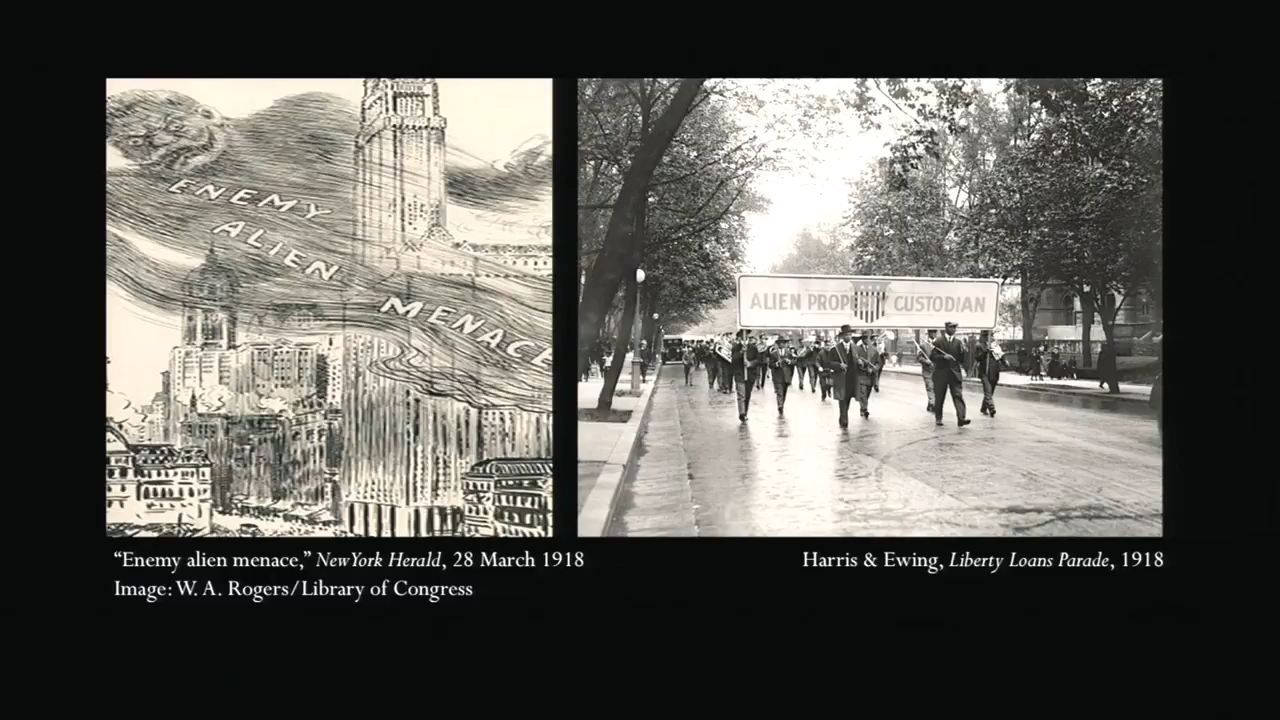 ENEMY
ALIEN
MENACE
ALIEN PROPERTY CUSTODIAN
“Enemy alien menace,” New York Herald, 28 March 1918
Image: W. A. Rogers/Library of Congress
Harris & Ewing, Liberty Loans Parade, 1918